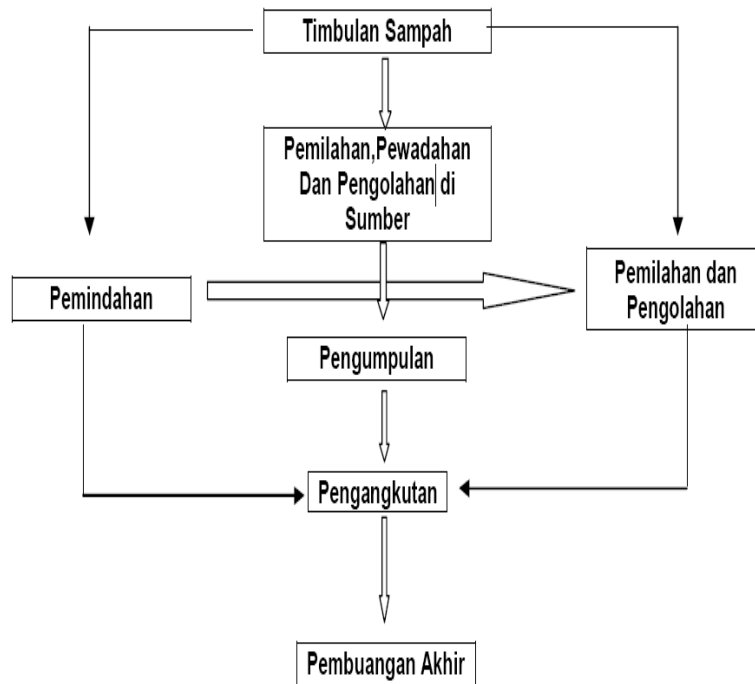 Timbulan Sampah
Pemilahan,Pewadahan
Dan Pengolahan di
Sumber
Pemindahan
Pemilahan dan
Pengolahan
Pengumpulan
Pengangkutan
Pembuangan Akhir